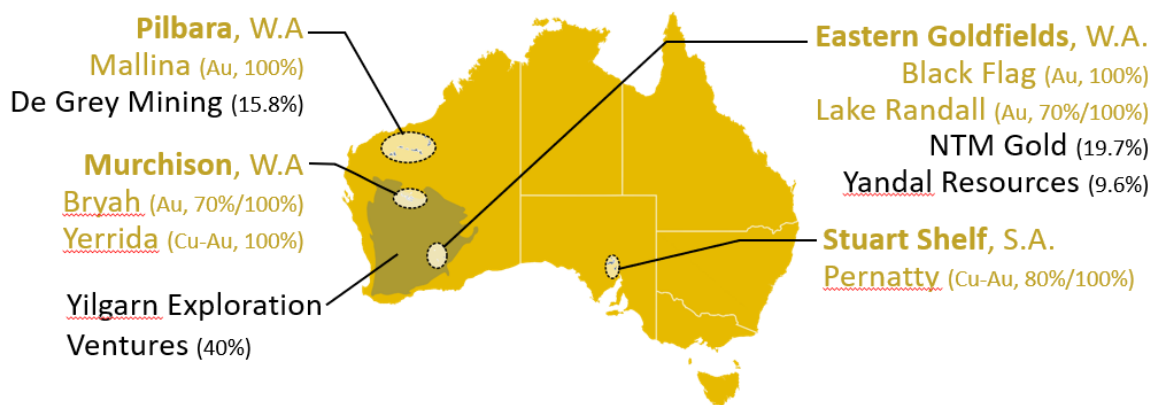 Pilbara, W.A
Mallina (Au, 100%)
De Grey Mining (15.8%)
Murchison, W.A
Bryah (Au, 70%/100%)
Yerrida (Cu-Au, 100%)
Yilgarn Exploration
Ventures (40%)
Eastern Goldfields, W.A.
Black Flag (Au, 100%)
Lake Randall (Au, 70%/100%)
NTM Gold (19.7%)
Yandal Resources (9.6%)
Stuart Shelf, S.A.
Pernatty (Cu-Au, 80%/100%)